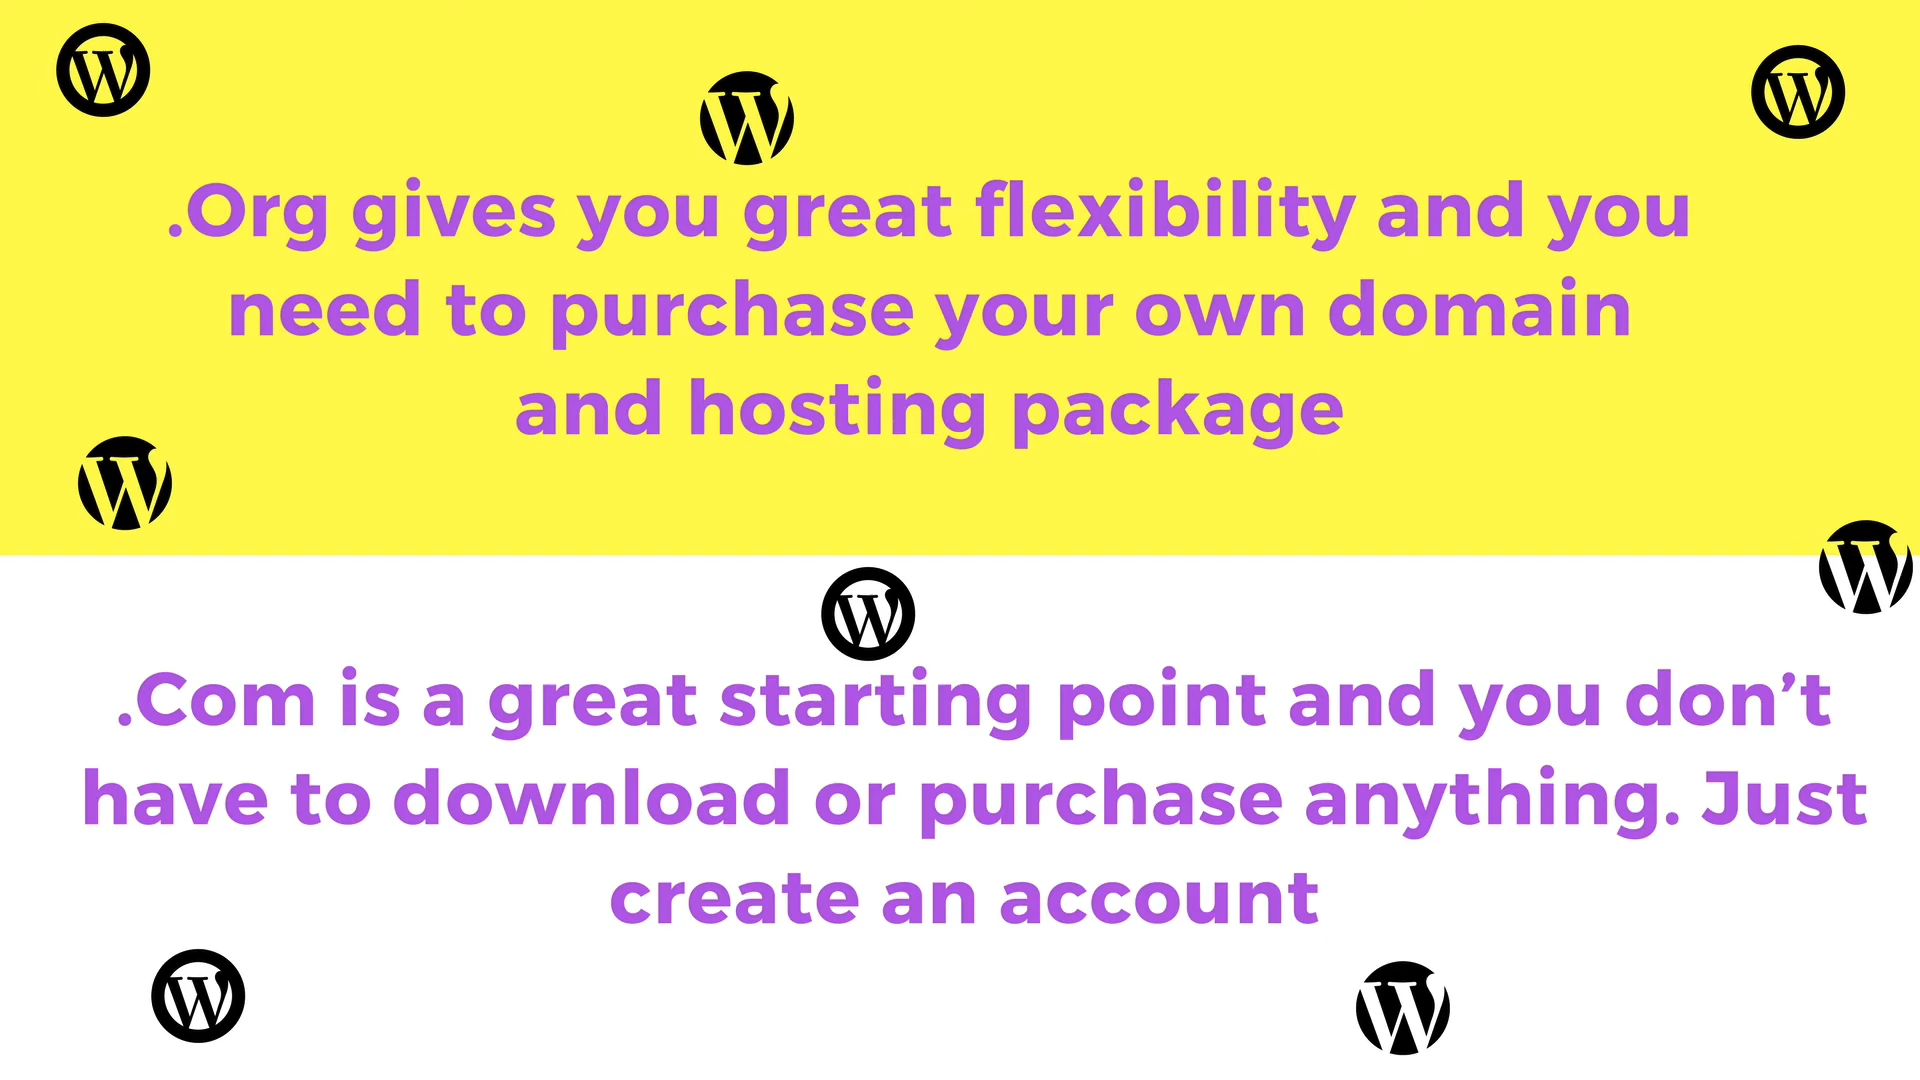 .Org gives you great flexibility and you
need to purchase your own domain
and hosting package
.Com is a great starting point and you don’t
have to download or purchase anything. Just
create an account